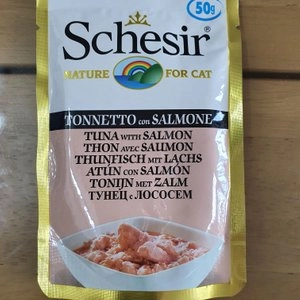 50g
Schesir®
NATURE FOR CAT
TONNETTO con SALMONE
TUNA WITH SALMON
THON AVEC SAUMON
THUNFISCH MIT LACHS
ATÚN CON SALMÓN
TONIJN MET ZALM
ТУНЕЦ с ЛОСОСЕМ